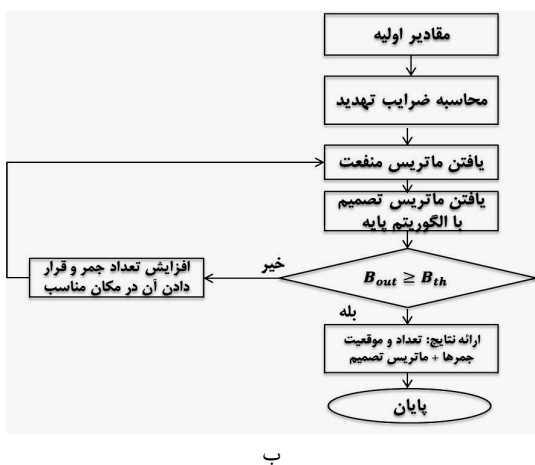 مقادیر اولیه
محاسبه ضرایب تهدید
یافتن ماتریس منفعت
یافتن ماتریس تصمیم
با الگوریتم پایه
B_out ≥ B_th
خیر
افزایش تعداد جمر و قرار
دادن آن در مکان مناسب
بله
ارائه نتایج: تعداد و موقعیت
جمرها + ماتریس تصمیم
پایان
ب